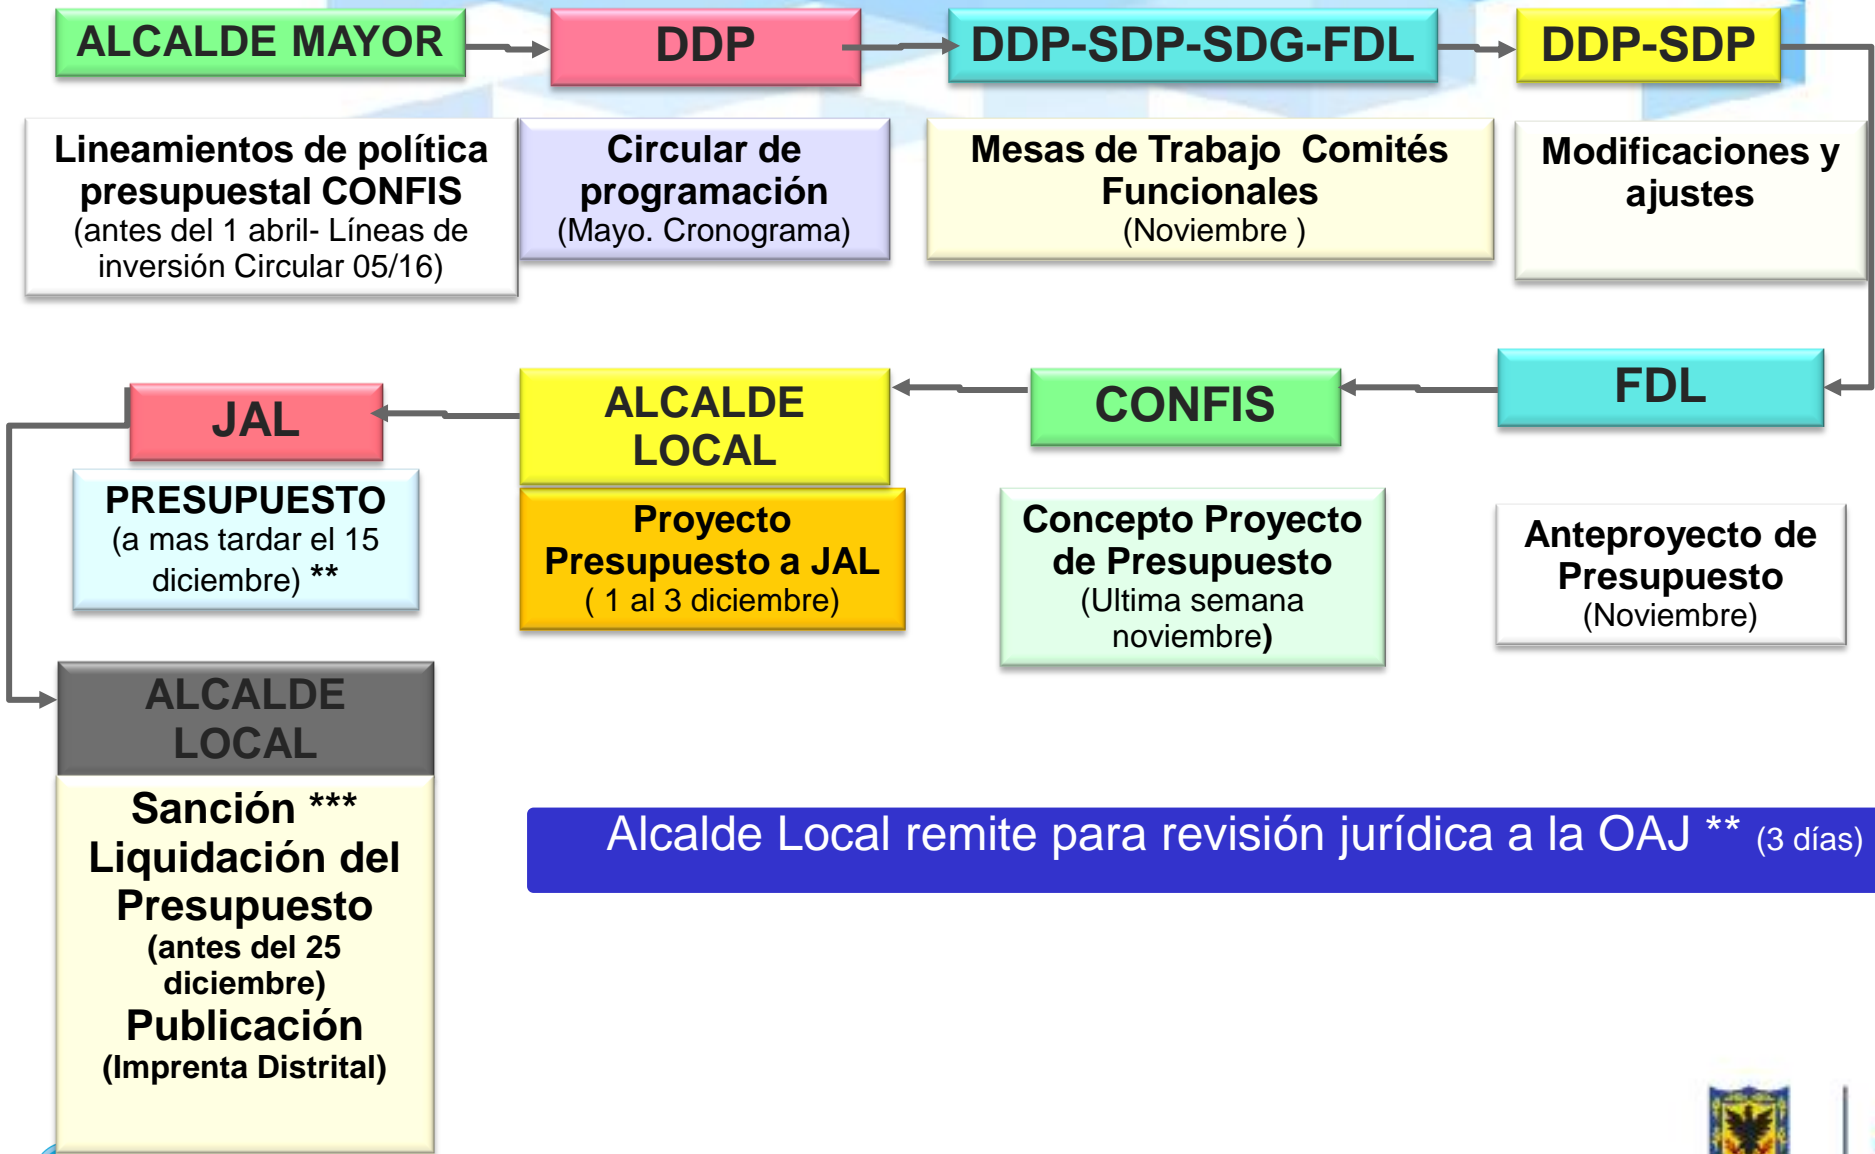 ALCALDE MAYOR
DDP
DDP-SDP-SDG-FDL
DDP-SDP
Lineamientos de política
presupuestal CONFIS
(antes del 1 abril- Líneas de
inversión Circular 05/16)
Circular de
programación
(Mayo. Cronograma)
Mesas de Trabajo Comités
Funcionales
(Noviembre )
Modificaciones y
ajustes
JAL
ALCALDE
LOCAL
CONFIS
FDL
PRESUPUESTO
(a mas tardar el 15
diciembre) **
Proyecto
Presupuesto a JAL
( 1 al 3 diciembre)
Concepto Proyecto
de Presupuesto
(Ultima semana
noviembre)
Anteproyecto de
Presupuesto
(Noviembre)
ALCALDE
LOCAL
Sanción ***
Liquidación del
Presupuesto
(antes del 25
diciembre)
Publicación
(Imprenta Distrital)
Alcalde Local remite para revisión jurídica a la OAJ ** (3 días)